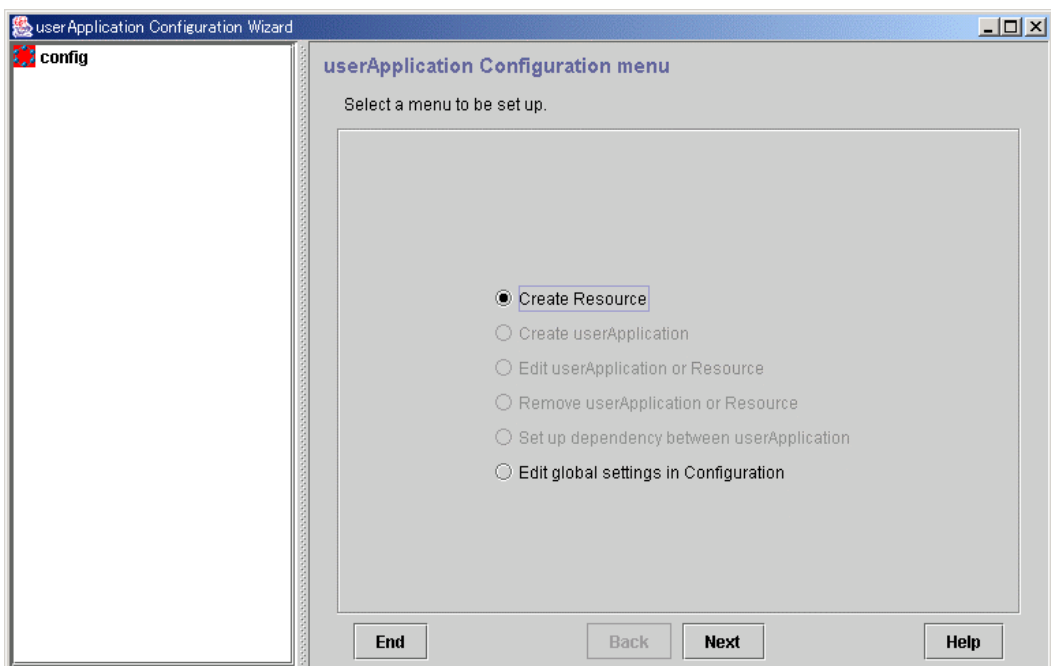 userApplication Configuration Wizard
config
userApplication Configuration menu
Select a menu to be set up.
Create Resource
Create userApplication
Edit userApplication or Resource
Remove userApplication or Resource
Set up dependency between userApplication
Edit global settings in Configuration
End Back Next Help